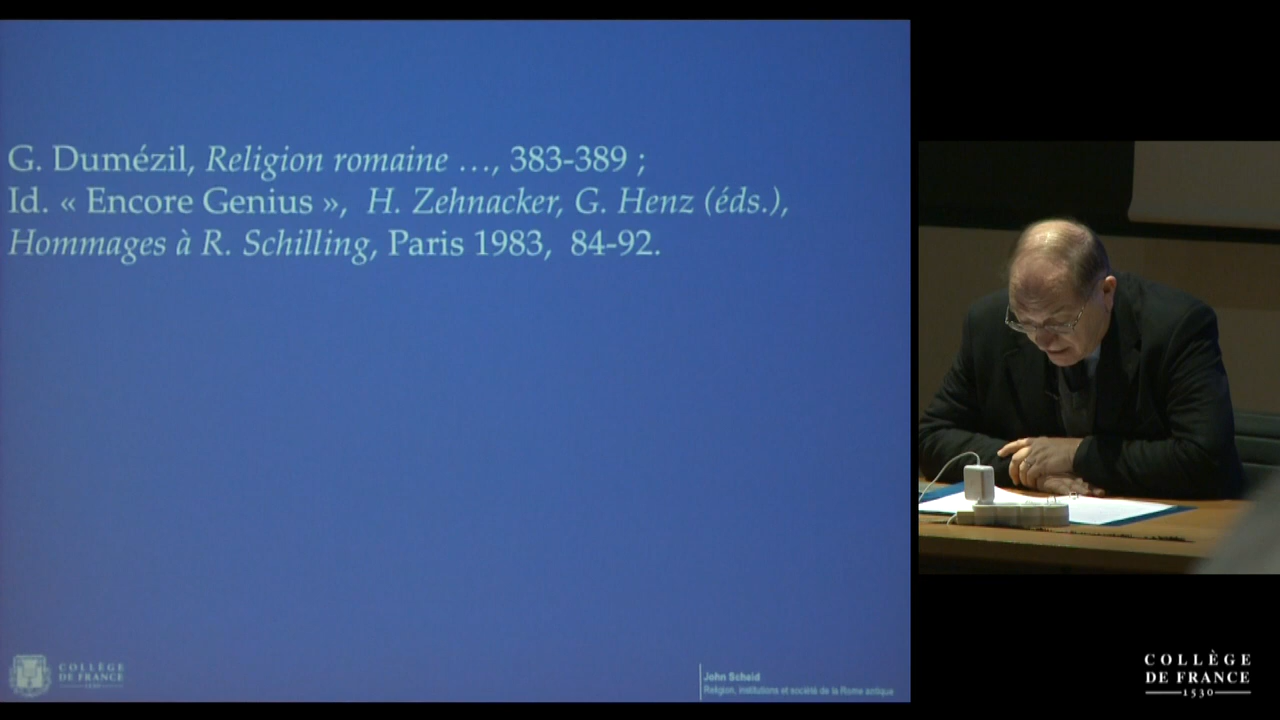 G. Dumézil, Religion romaine …, 383-389 ;
Id. « Encore Genius », H. Zehnacker, G. Henz (éds.),
Hommages à R. Schilling, Paris 1983, 84-92.
COLLÈGE
DE FRANCE
1530
John Scheid
Religion, institutions et société de la Rome antique
COLLÈGE
DE FRANCE
1530